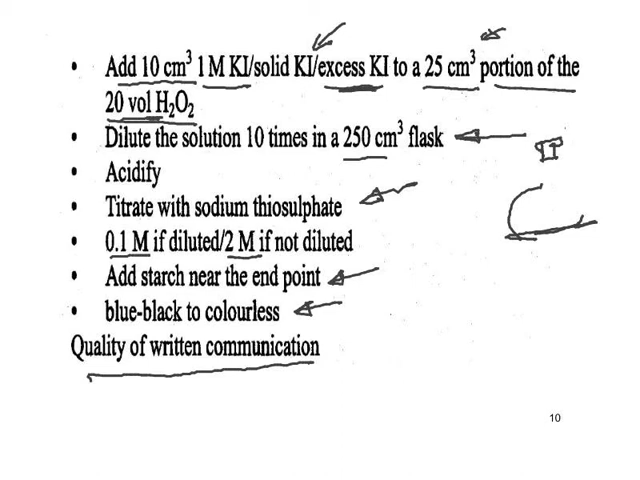 • Add 10 cm³ 1 M KI/solid KI/excess KI to a 25 cm³ portion of the
20 vol H₂O₂
• Dilute the solution 10 times in a 250 cm³ flask
• Acidify
• Titrate with sodium thiosulphate
• 0.1 M if diluted/2 M if not diluted
• Add starch near the end point
• blue-black to colourless
Quality of written communication
10